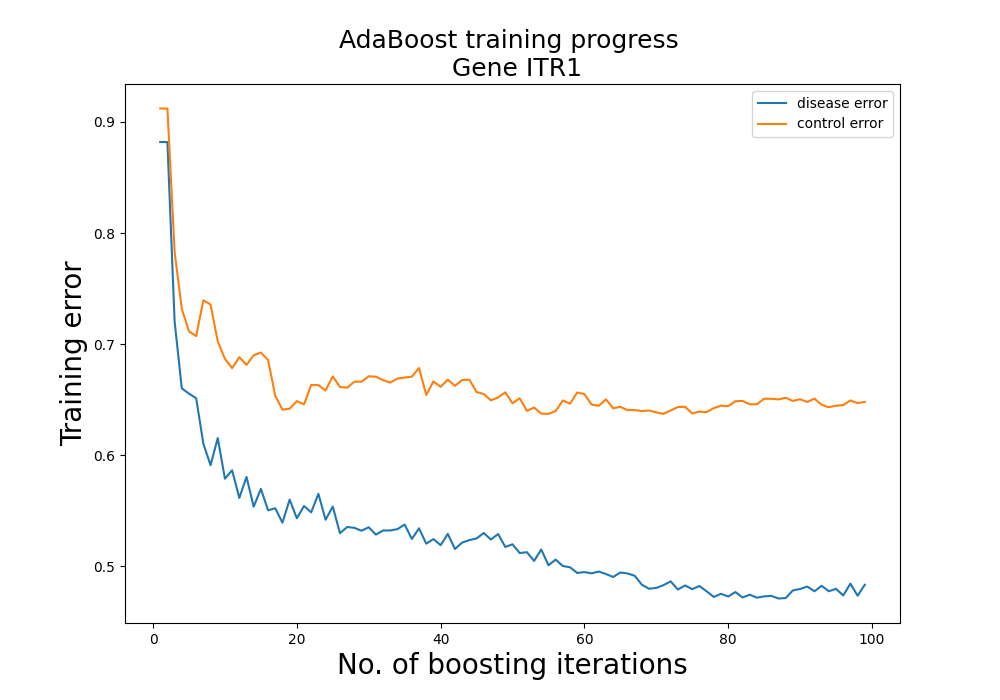 AdaBoost training progress
Gene ITR1
disease error
control error
Training error
0.9
0.8
0.7
0.6
0.5
0
20
40
60
80
100
No. of boosting iterations